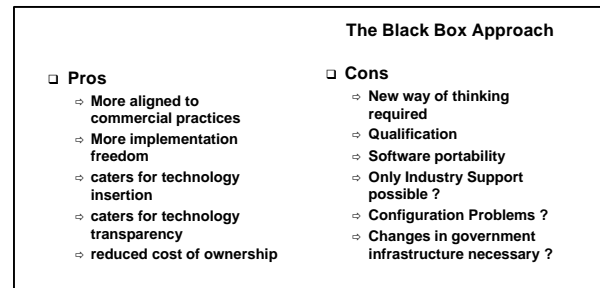 The Black Box Approach
❑ Pros
⇨ More aligned to
commercial practices
⇨ More implementation
freedom
⇨ caters for technology
insertion
⇨ caters for technology
transparency
⇨ reduced cost of ownership
❑ Cons
⇨ New way of thinking
required
⇨ Qualification
⇨ Software portability
⇨ Only Industry Support
possible ?
⇨ Configuration Problems ?
⇨ Changes in government
infrastructure necessary ?